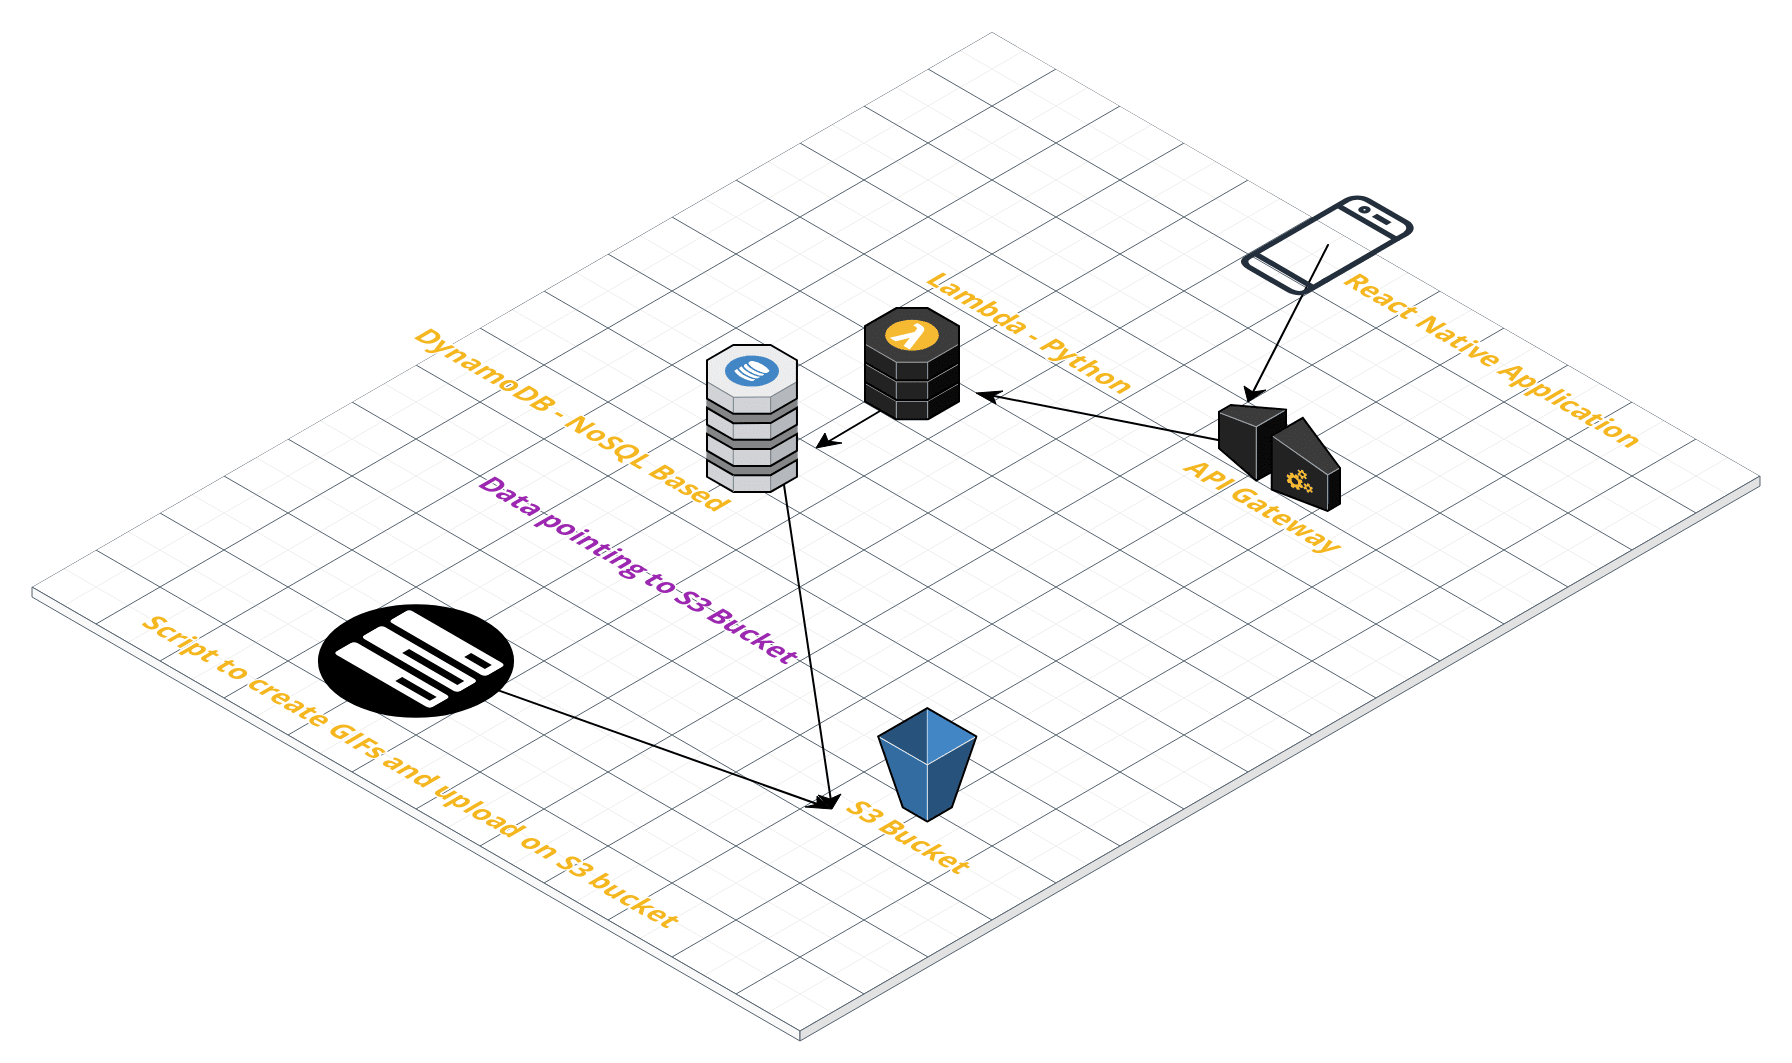 React Native Application
Lambda - Python
API Gateway
DynamoDB - NoSQL Based
Data pointing to S3 Bucket
Script to create GIFs and upload on S3 bucket
S3 Bucket